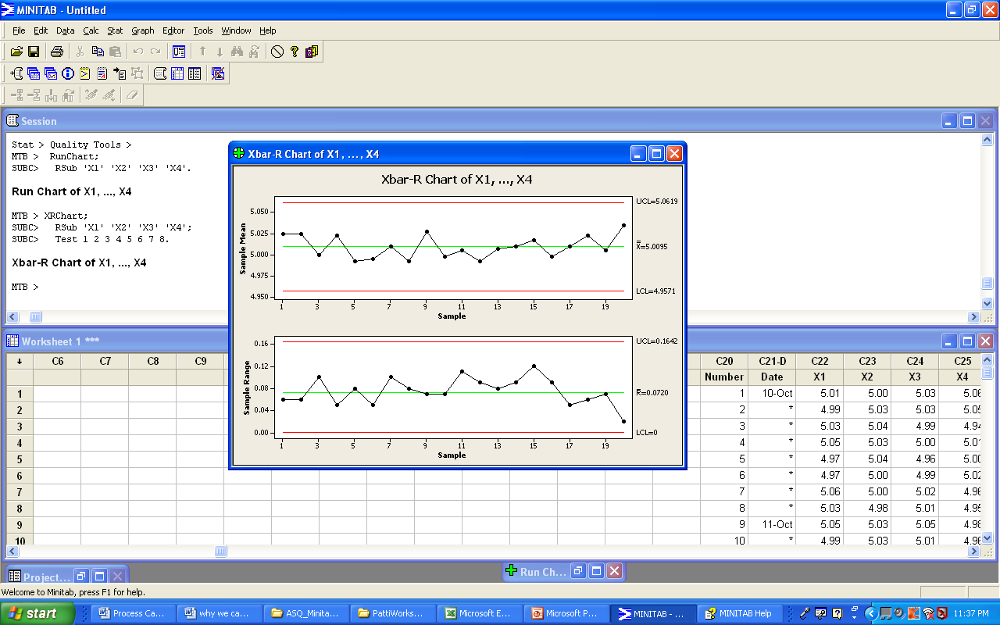 MINITAB - Untitled
File Edit Data Calc Stat Graph Editor Tools Window Help
Session
Stat > Quality Tools >
MTB > RunChart;
SUBC> RSub 'X1' 'X2' 'X3' 'X4'.
Run Chart of X1, ..., X4
MTB > XRChart;
SUBC> RSub 'X1' 'X2' 'X3' 'X4';
SUBC> Test 1 2 3 4 5 6 7 8.
Xbar-R Chart of X1, ..., X4
MTB >
Xbar-R Chart of X1, ..., X4
Xbar-R Chart of X1, ..., X4
Sample Mean
5.050
5.025
5.000
4.975
4.950
UCL=5.0619
X=5.0095
LCL=4.9571
1 3 5 7 9 11 13 15 17 19
Sample
Sample Range
0.16
0.12
0.08
0.04
0.00
UCL=0.1642
R=0.0720
LCL=0
1 3 5 7 9 11 13 15 17 19
Sample
Worksheet 1 ***
C6 C7 C8 C9 C20 C21-D C22 C23 C24 C25
Number Date X1 X2 X3 X4
1 1 10-Oct 5.01 5.00 5.03 5.06
2 2 * 4.99 5.03 5.03 5.05
3 3 * 5.03 5.04 4.99 4.94
4 4 * 5.05 5.03 5.00 5.01
5 5 * 4.97 5.04 4.96 5.00
6 6 * 4.97 5.00 4.99 5.02
7 7 * 5.06 5.00 5.02 4.96
8 8 * 5.03 4.98 5.01 4.95
9 9 11-Oct 5.05 5.03 5.05 4.98
10 10 * 4.99 5.03 5.01 4.96
Project...
Run Ch...
Welcome to Minitab, press F1 for help.
start Process Ca... why we ca... ASQ_Minita... PattiWorks... Microsoft E... Microsoft P... MINITAB - ... MINITAB Help 11:37 PM